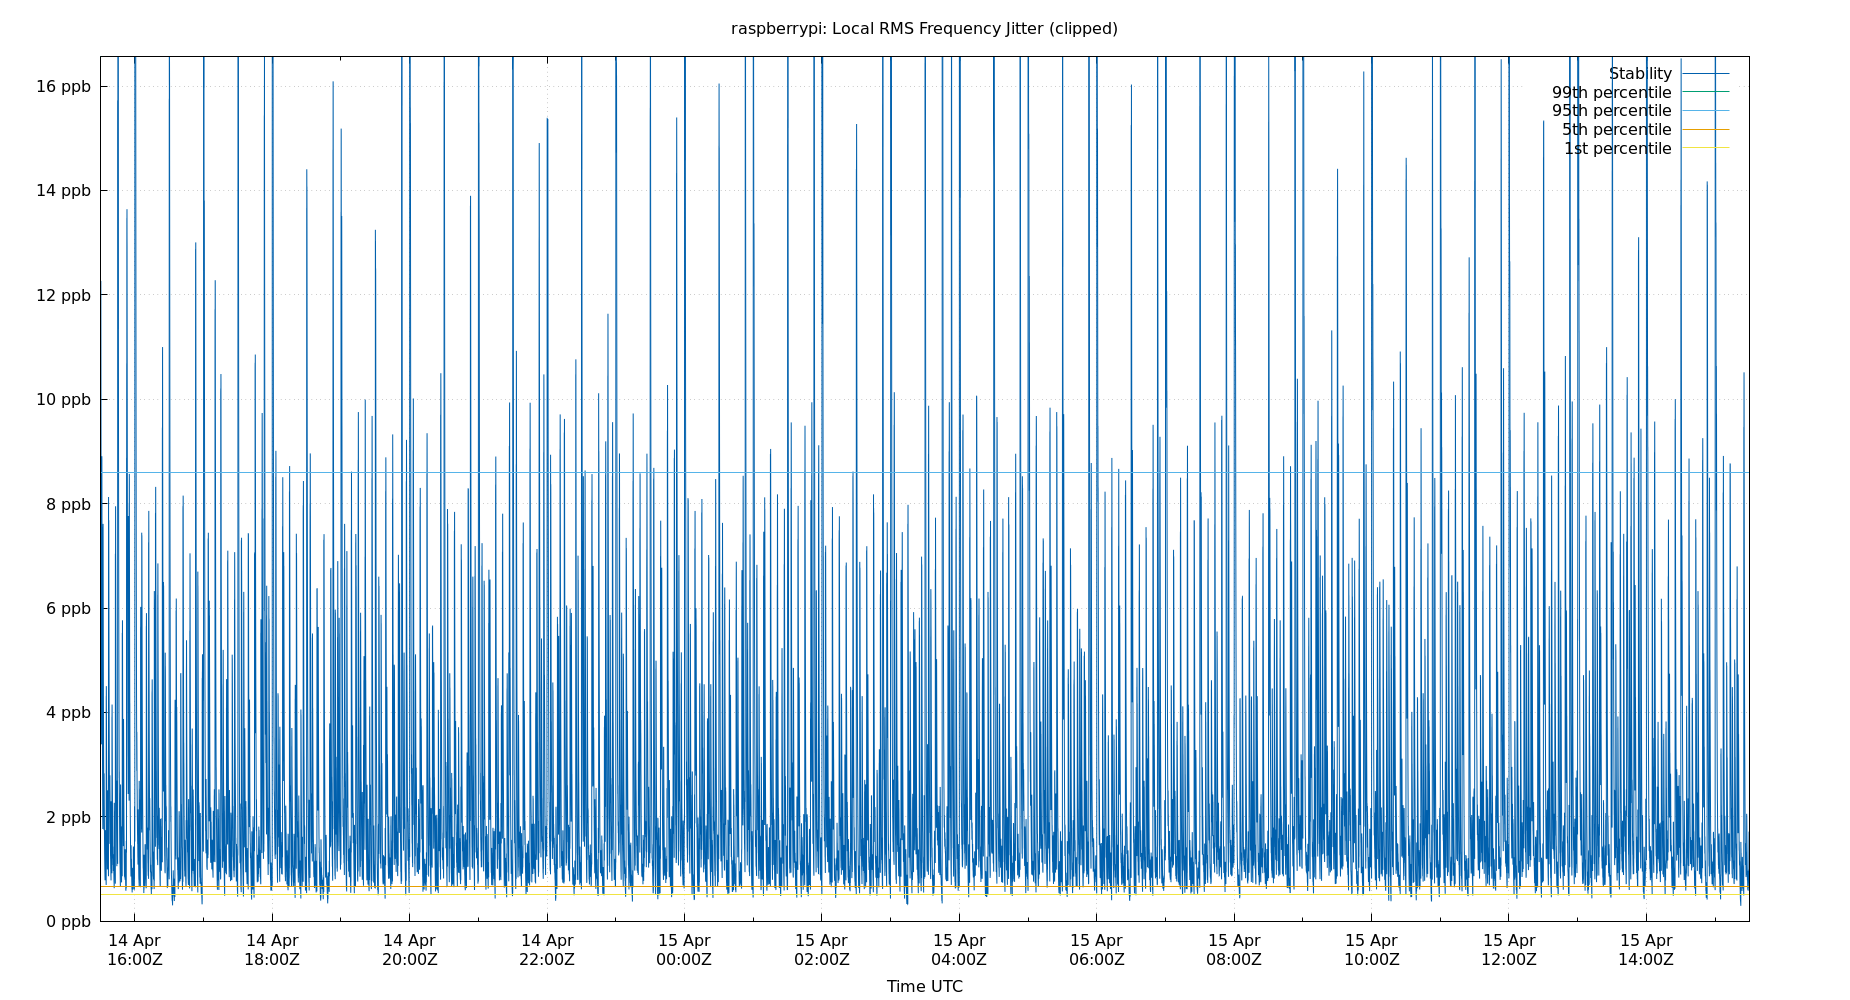 raspberrypi: Local RMS Frequency Jitter (clipped)
16 ppb
14 ppb
12 ppb
10 ppb
8 ppb
6 ppb
4 ppb
2 ppb
0 ppb
Stability
99th percentile
95th percentile
5th percentile
1st percentile
14 Apr 14 Apr 14 Apr 14 Apr 15 Apr 15 Apr 15 Apr 15 Apr 15 Apr 15 Apr 15 Apr 15 Apr
16:00Z 18:00Z 20:00Z 22:00Z 00:00Z 02:00Z 04:00Z 06:00Z 08:00Z 10:00Z 12:00Z 14:00Z
Time UTC